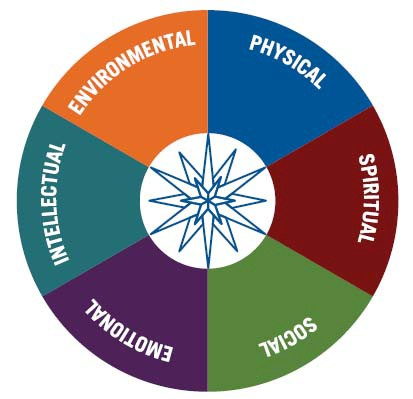 PHYSICAL
SPIRITUAL
SOCIAL
EMOTIONAL
INTELLECTUAL
ENVIRONMENTAL